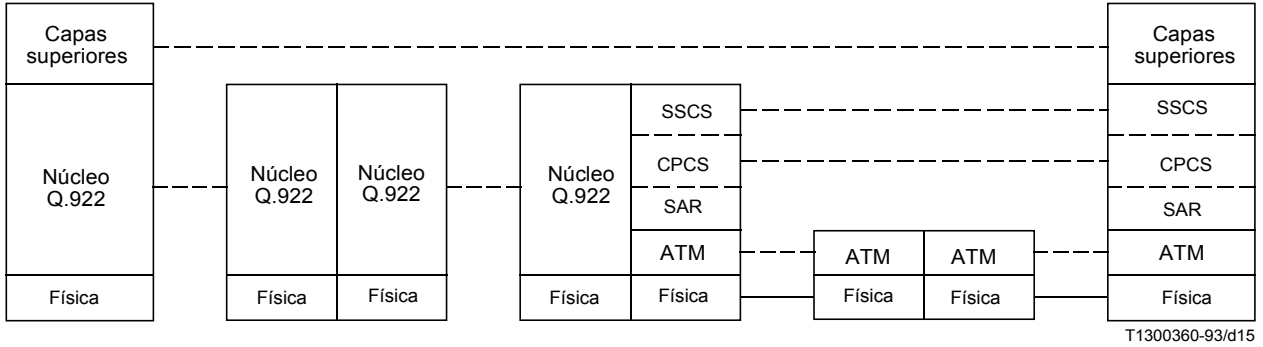 Capas
superiores
Núcleo
Q.922
Física
Núcleo
Q.922
Núcleo
Q.922
Física
Física
Núcleo
Q.922
Física
SSCS
CPCS
SAR
ATM
Física
ATM
ATM
Física
Física
Capas
superiores
SSCS
CPCS
SAR
ATM
Física
T1300360-93/d15